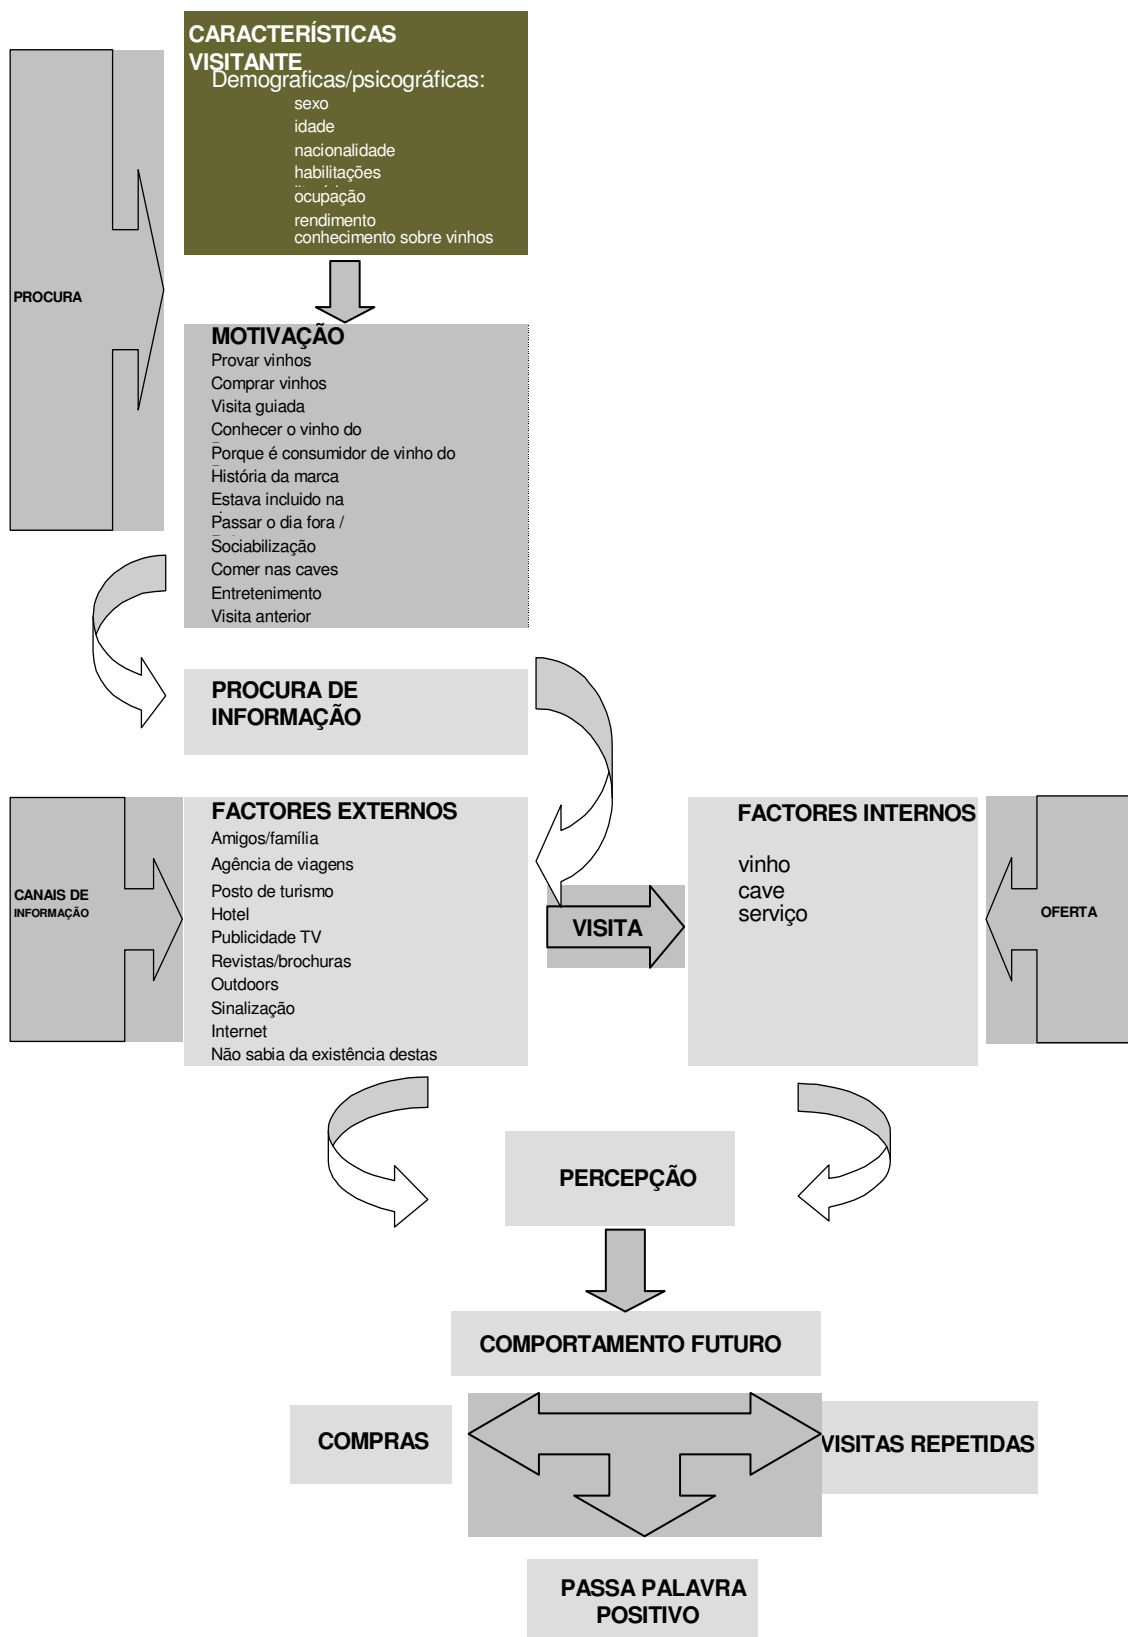 CARACTERÍSTICAS
VISITANTE
Demograficas/psicográficas:
sexo
idade
nacionalidade
habilitações
ocupação
rendimento
conhecimento sobre vinhos
PROCURA
MOTIVAÇÃO
Provar vinhos
Comprar vinhos
Visita guiada
Conhecer o vinho do
Porque é consumidor de vinho do
História da marca
Estava incluido na
Passar o dia fora /
Sociabilização
Comer nas caves
Entretenimento
Visita anterior
PROCURA DE
INFORMAÇÃO
FACTORES EXTERNOS
Amigos/família
Agência de viagens
Posto de turismo
Hotel
Publicidade TV
Revistas/brochuras
Outdoors
Sinalização
Internet
Não sabia da existência destas
CANAIS DE
INFORMAÇÃO
VISITA
FACTORES INTERNOS
vinho
cave
serviço
OFERTA
PERCEPÇÃO
COMPORTAMENTO FUTURO
COMPRAS
VISITAS REPETIDAS
PASSA PALAVRA
POSITIVO